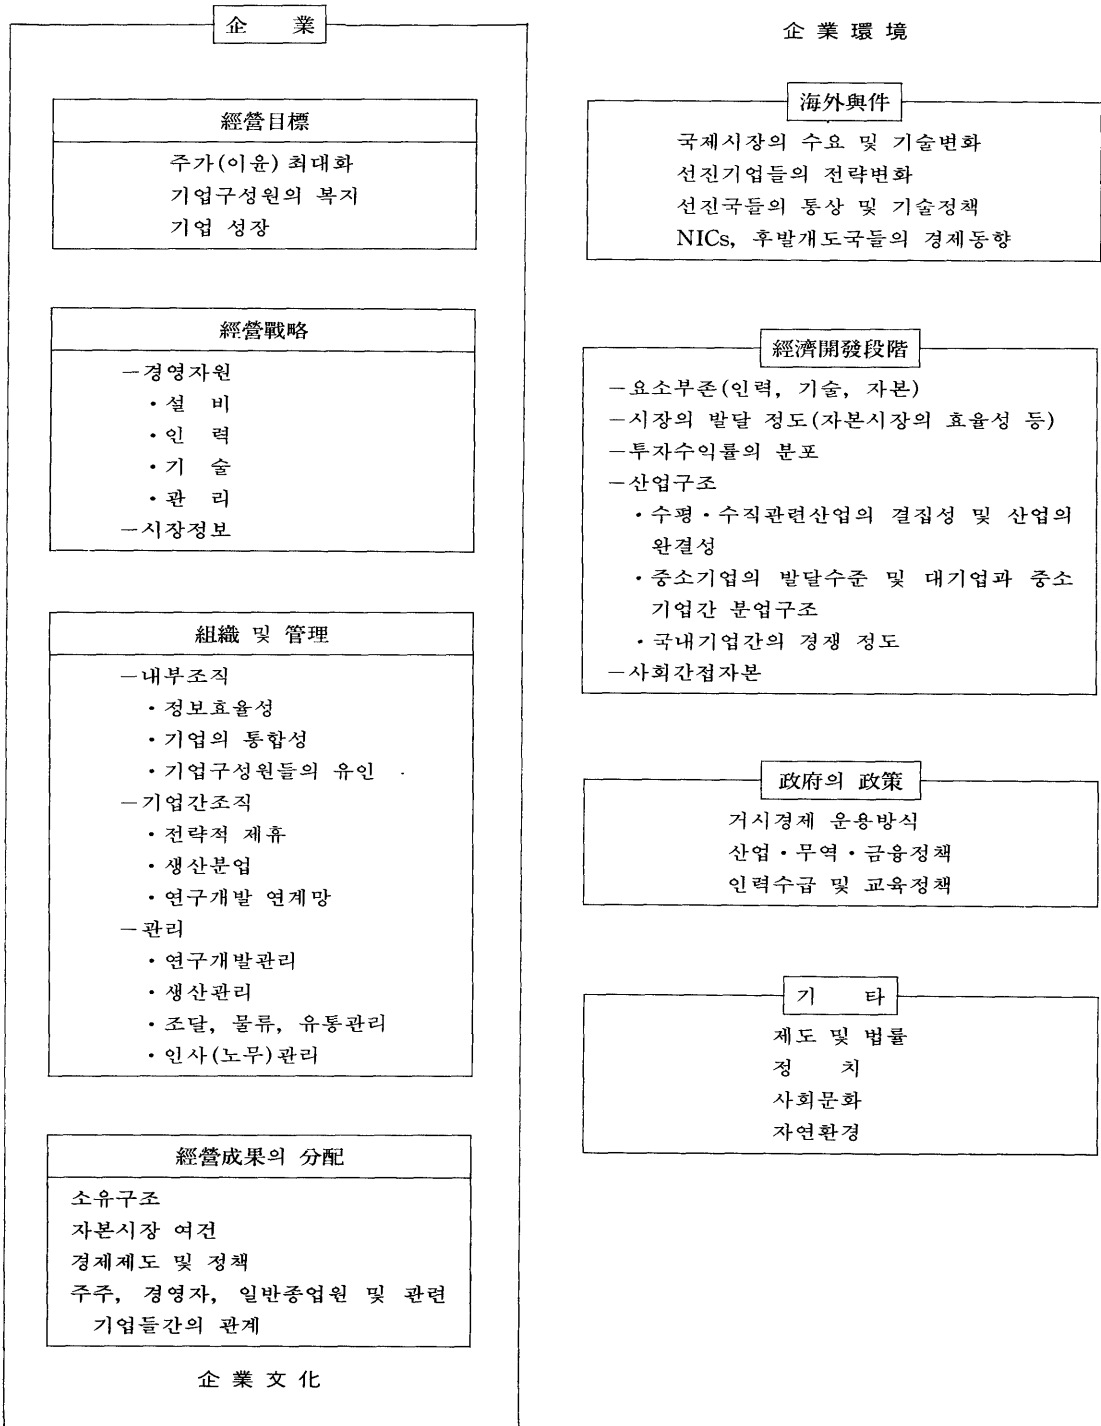 企 業
經營目標
주가(이윤) 최대화
기업구성원의 복지
기업 성장
經營戰略
-경영자원
·설 비
·인 력
·기 술
·관 리
-시장정보
組織 및 管理
-내부조직
·정보효율성
·기업의 통합성
·기업구성원들의 유인
-기업간조직
·전략적 제휴
·생산분업
·연구개발 연계망
-관리
·연구개발관리
·생산관리
·조달, 물류, 유통관리
·인사(노무)관리
經營成果의 分配
소유구조
자본시장 여건
경제제도 및 정책
주주, 경영자, 일반종업원 및 관련
기업들간의 관계
企 業 文 化
企 業 環 境
海外與件
국제시장의 수요 및 기술변화
선진기업들의 전략변화
선진국들의 통상 및 기술정책
NICs, 후발개도국들의 경제동향
經濟開發段階
-요소부존(인력, 기술, 자본)
-시장의 발달 정도(자본시장의 효율성 등)
-투자수익률의 분포
-산업구조
·수평·수직관련산업의 결집성 및 산업의
완결성
·중소기업의 발달수준 및 대기업과 중소
기업간 분업구조
·국내기업간의 경쟁 정도
-사회간접자본
政府의 政策
거시경제 운용방식
산업·무역·금융정책
인력수급 및 교육정책
기 타
제도 및 법률
정 치
사회문화
자연환경